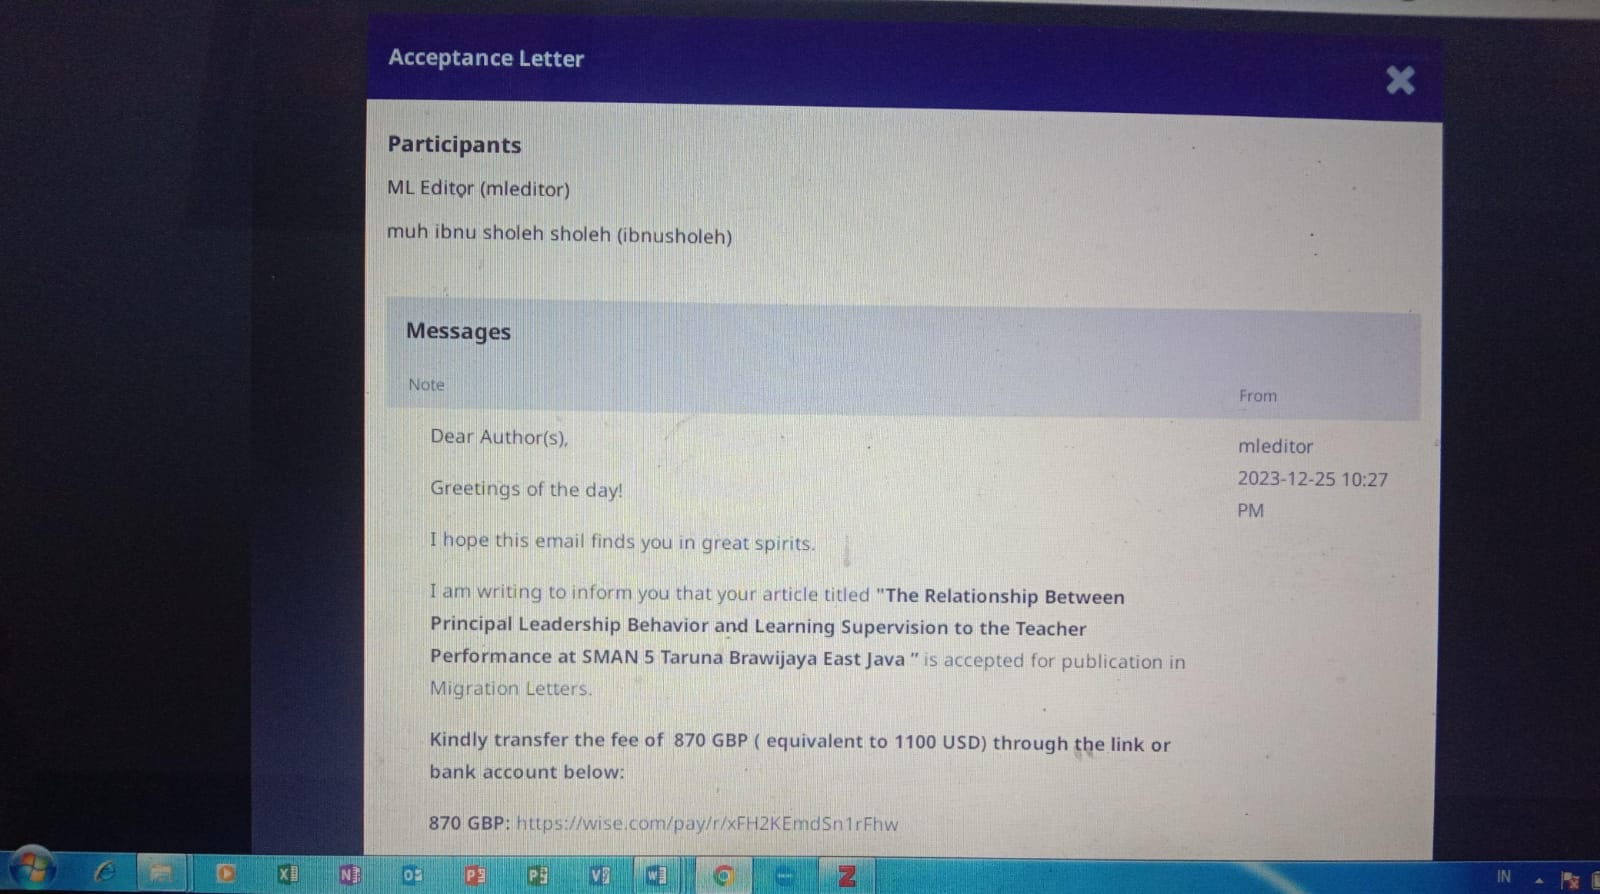 Acceptance Letter
Participants
ML Editor (mleditor)
muh ibnu sholeh sholeh (ibnusholeh)
Messages
Note
From
Dear Author(s),
mleditor
2023-12-25 10:27
PM
Greetings of the day!
I hope this email finds you in great spirits.
I am writing to inform you that your article titled "The Relationship Between
Principal Leadership Behavior and Learning Supervision to the Teacher
Performance at SMAN 5 Taruna Brawijaya East Java " is accepted for publication in
Migration Letters.
Kindly transfer the fee of 870 GBP ( equivalent to 1100 USD) through the link or
bank account below:
870 GBP: https://wise.com/pay/r/xFH2KEmdSn1rFhw
IN